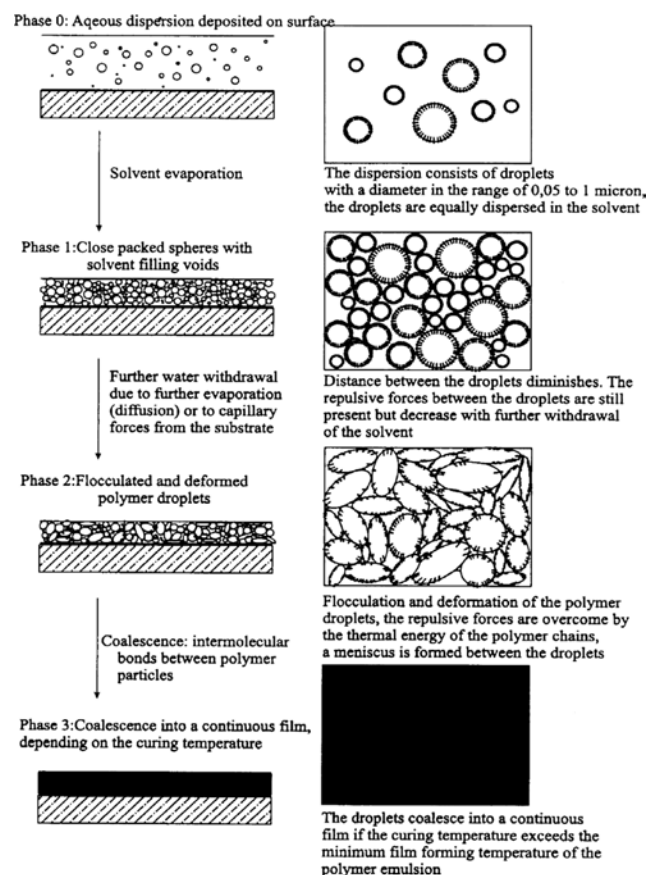 Phase 0: Aqeous dispersion deposited on surface
The dispersion consists of droplets
with a diameter in the range of 0,05 to 1 micron,
the droplets are equally dispersed in the solvent
Solvent evaporation
Phase 1:Close packed spheres with
solvent filling voids
Distance between the droplets diminishes. The
repulsive forces between the droplets are still
present but decrease with further withdrawal
of the solvent
Further water withdrawal
due to further evaporation
(diffusion) or to capillary
forces from the substrate
Phase 2:Flocculated and deformed
polymer droplets
Flocculation and deformation of the polymer
droplets, the repulsive forces are overcome by
the thermal energy of the polymer chains,
a meniscus is formed between the droplets
Coalescence: intermolecular
bonds between polymer
particles
Phase 3:Coalescence into a continuous film,
depending on the curing temperature
The droplets coalesce into a continuous
film if the curing temperature exceeds the
minimum film forming temperature of the
polymer emulsion